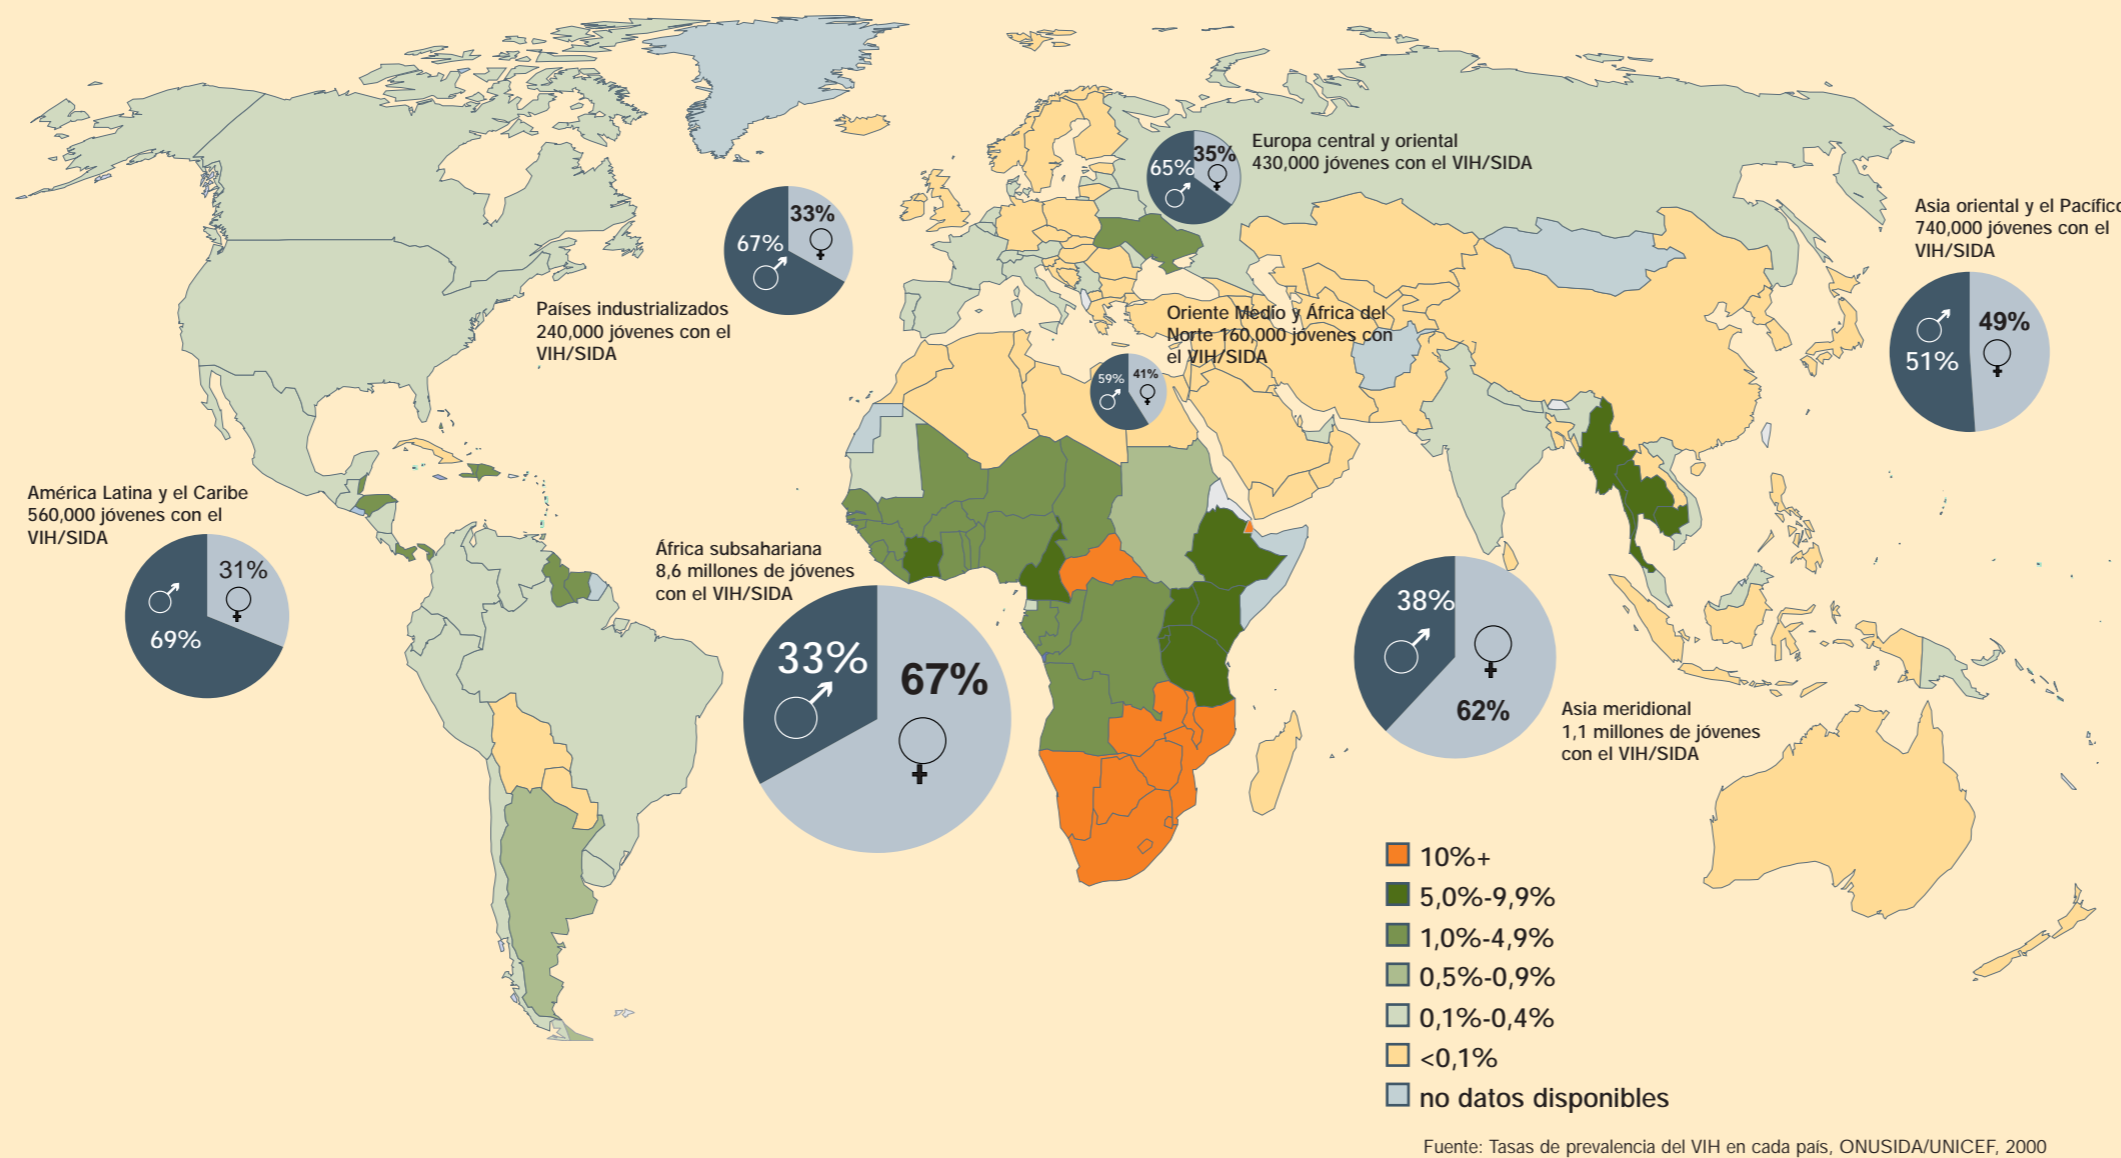 Europa central y oriental
430,000 jóvenes con el VIH/SIDA
65%
35%
33%
67%
Países industrializados
240,000 jóvenes con el
VIH/SIDA
Oriente Medio y África del
Norte 160,000 jóvenes con
el VIH/SIDA
59%
41%
Asia oriental y el Pacífico
740,000 jóvenes con el
VIH/SIDA
49%
51%
América Latina y el Caribe
560,000 jóvenes con el
VIH/SIDA
31%
69%
África subsahariana
8,6 millones de jóvenes
con el VIH/SIDA
33%
67%
38%
62%
Asia meridional
1,1 millones de jóvenes
con el VIH/SIDA
10%+
5,0%-9,9%
1,0%-4,9%
0,5%-0,9%
0,1%-0,4%
<0,1%
no datos disponibles
Fuente: Tasas de prevalencia del VIH en cada país, ONUSIDA/UNICEF, 2000